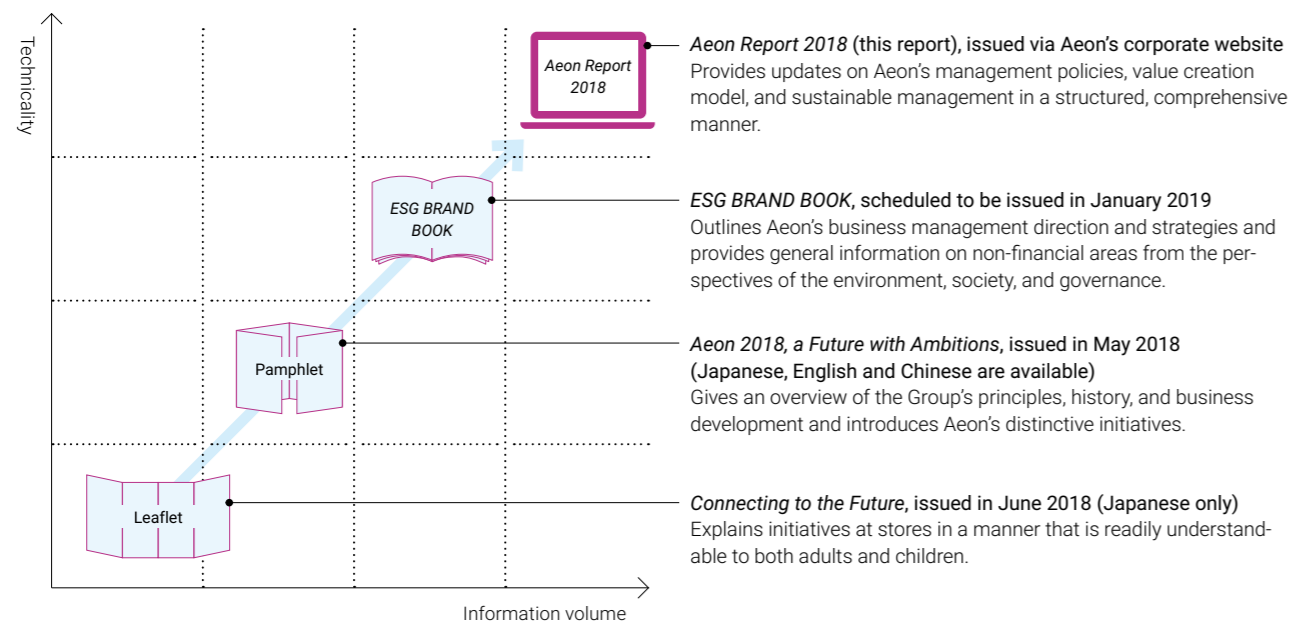 Technicality
Aeon Report
2018
Aeon Report 2018 (this report), issued via Aeon’s corporate website
Provides updates on Aeon’s management policies, value creation
model, and sustainable management in a structured, comprehensive
manner.
ESG BRAND
BOOK
ESG BRAND BOOK, scheduled to be issued in January 2019
Outlines Aeon’s business management direction and strategies and
provides general information on non-financial areas from the per-
spectives of the environment, society, and governance.
Pamphlet
Aeon 2018, a Future with Ambitions, issued in May 2018
(Japanese, English and Chinese are available)
Gives an overview of the Group’s principles, history, and business
development and introduces Aeon’s distinctive initiatives.
Leaflet
Connecting to the Future, issued in June 2018 (Japanese only)
Explains initiatives at stores in a manner that is readily understand-
able to both adults and children.
Information volume